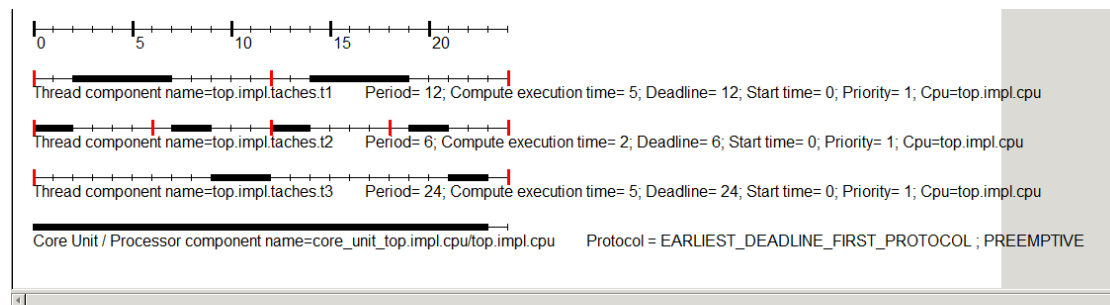 0 5 10 15 20
Thread component name=top.impl.taches.t1 Period= 12; Compute execution time= 5; Deadline= 12; Start time= 0; Priority= 1; Cpu=top.impl.cpu
Thread component name=top.impl.taches.t2 Period= 6; Compute execution time= 2; Deadline= 6; Start time= 0; Priority= 1; Cpu=top.impl.cpu
Thread component name=top.impl.taches.t3 Period= 24; Compute execution time= 5; Deadline= 24; Start time= 0; Priority= 1; Cpu=top.impl.cpu
Core Unit / Processor component name=core_unit_top.impl.cpu/top.impl.cpu Protocol = EARLIEST_DEADLINE_FIRST_PROTOCOL ; PREEMPTIVE